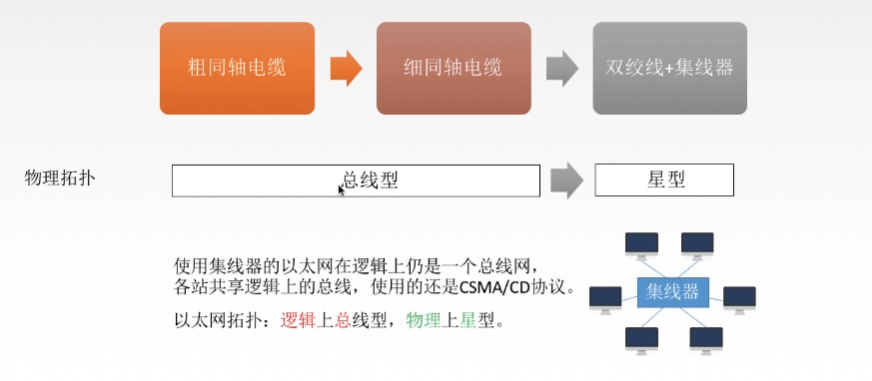 粗同轴电缆
细同轴电缆
双绞线+集线器
物理拓扑
总线型
星型
使用集线器的以太网在逻辑上仍是一个总线网，
各站共享逻辑上的总线，使用的还是CSMA/CD协议。
以太网拓扑：逻辑上总线型，物理上星型。
集线器